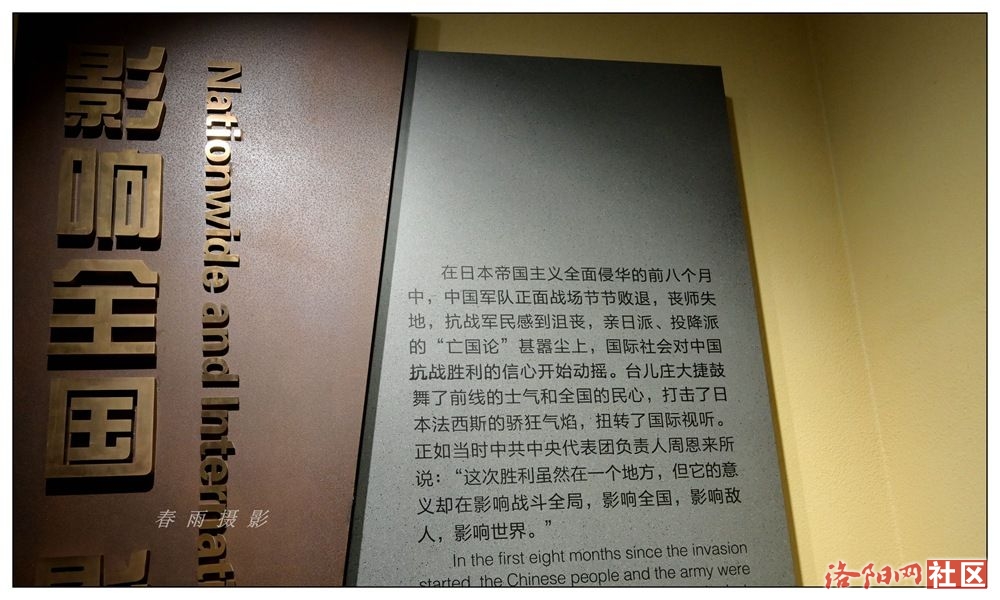 影响全国
Nationwide and Internati
在日本帝国主义全面侵华的前八个月
中，中国军队正面战场节节败退，丧师失
地，抗战军民感到沮丧，亲日派、投降派
的“亡国论”甚嚣尘上，国际社会对中国
抗战胜利的信心开始动摇。台儿庄大捷鼓
舞了前线的士气和全国的民心，打击了日
本法西斯的骄狂气焰，扭转了国际视听。
正如当时中共中央代表团负责人周恩来所
说：“这次胜利虽然在一个地方，但它的意
义却在影响战斗全局，影响全国，影响敌
人，影响世界。”
In the first eight months since the invasion
started, the Chinese people and the army were
春雨摄影
洛阳网社区